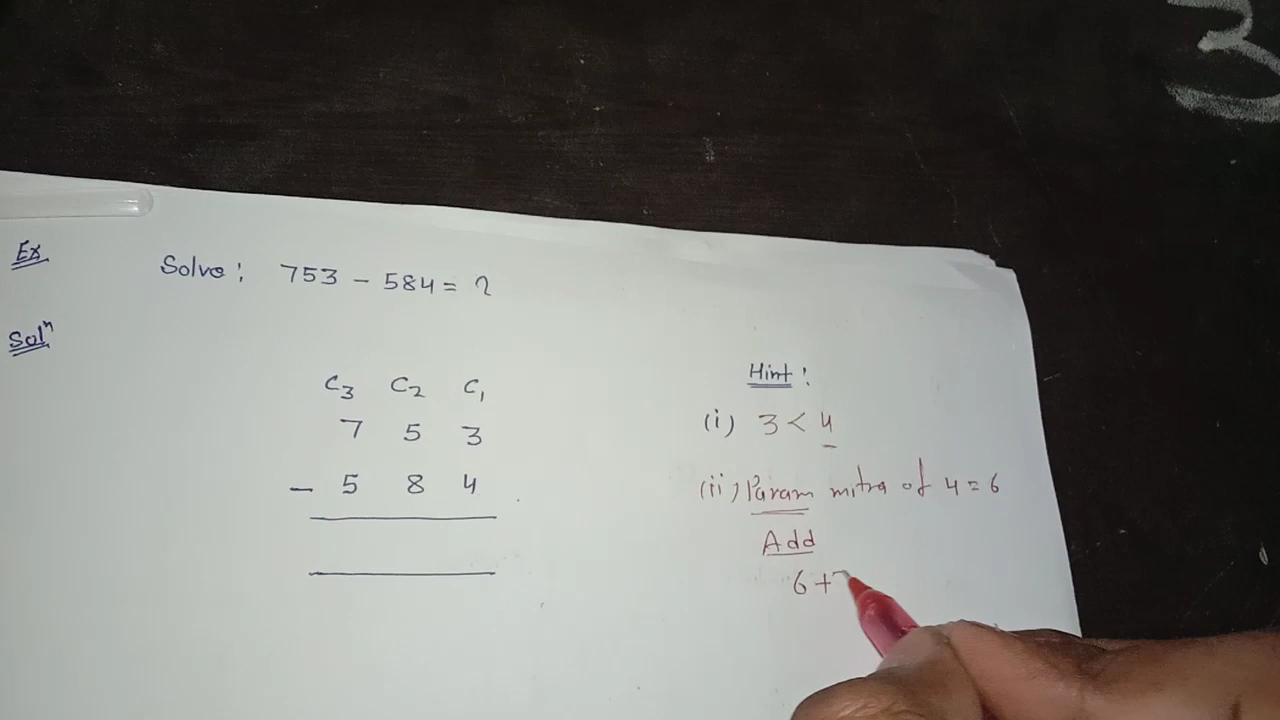 Ex Solve: 753 - 584 = ?
Solⁿ
C₃ C₂ C₁
7 5 3
- 5 8 4
Hint:
(i) 3 < 4
(ii) Param mitra of 4 = 6
Add
6 +
3